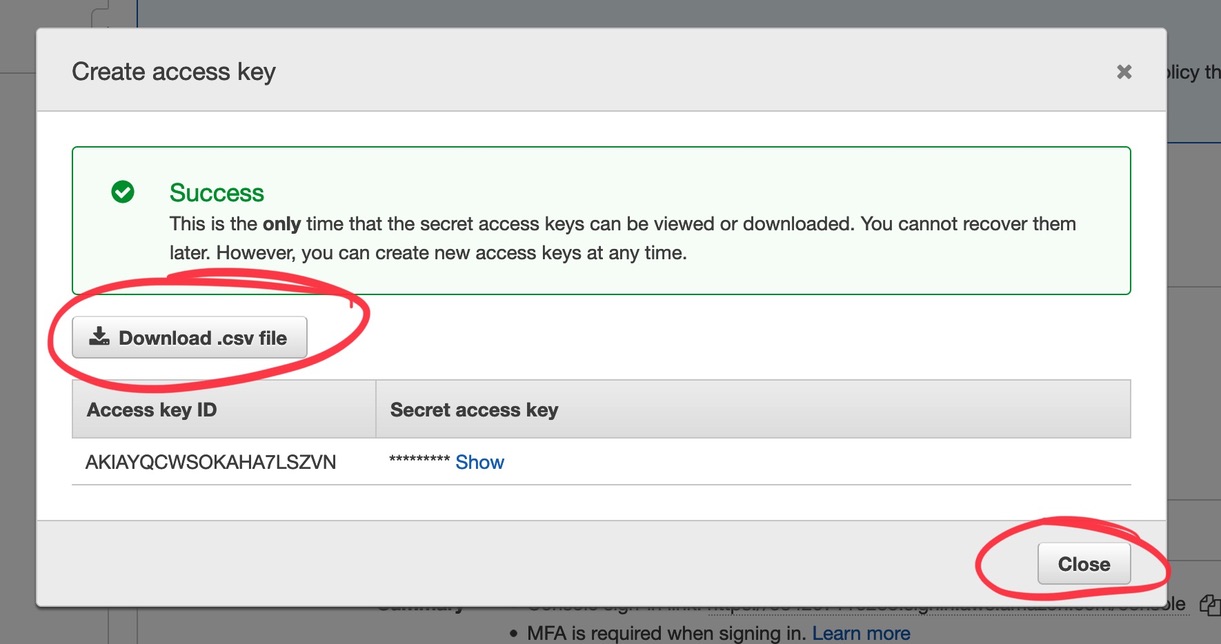 Create access key
×
olicy th
Success
This is the only time that the secret access keys can be viewed or downloaded. You cannot recover them
later. However, you can create new access keys at any time.
Download .csv file
Access key ID Secret access key
AKIAYQCWSOKAHA7LSZVN ********* Show
Close
Summary
• MFA is required when signing in. Learn more